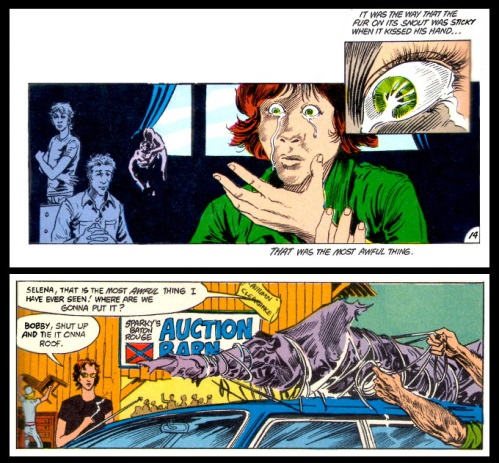 IT WAS THE WAY THAT THE
FUR ON ITS SNOUT WAS STICKY
WHEN IT KISSED HIS HAND...
14
THAT WAS THE MOST AWFUL THING.
SELENA, THAT IS THE MOST AWFUL THING I
HAVE EVER SEEN! WHERE ARE WE
GONNA PUT IT?
AUTUMN
CLEARANCE!
BOBBY, SHUT UP
AND TIE IT ONNA
ROOF.
SPARKY'S
BATON
ROUGE
AUCTION
BARN